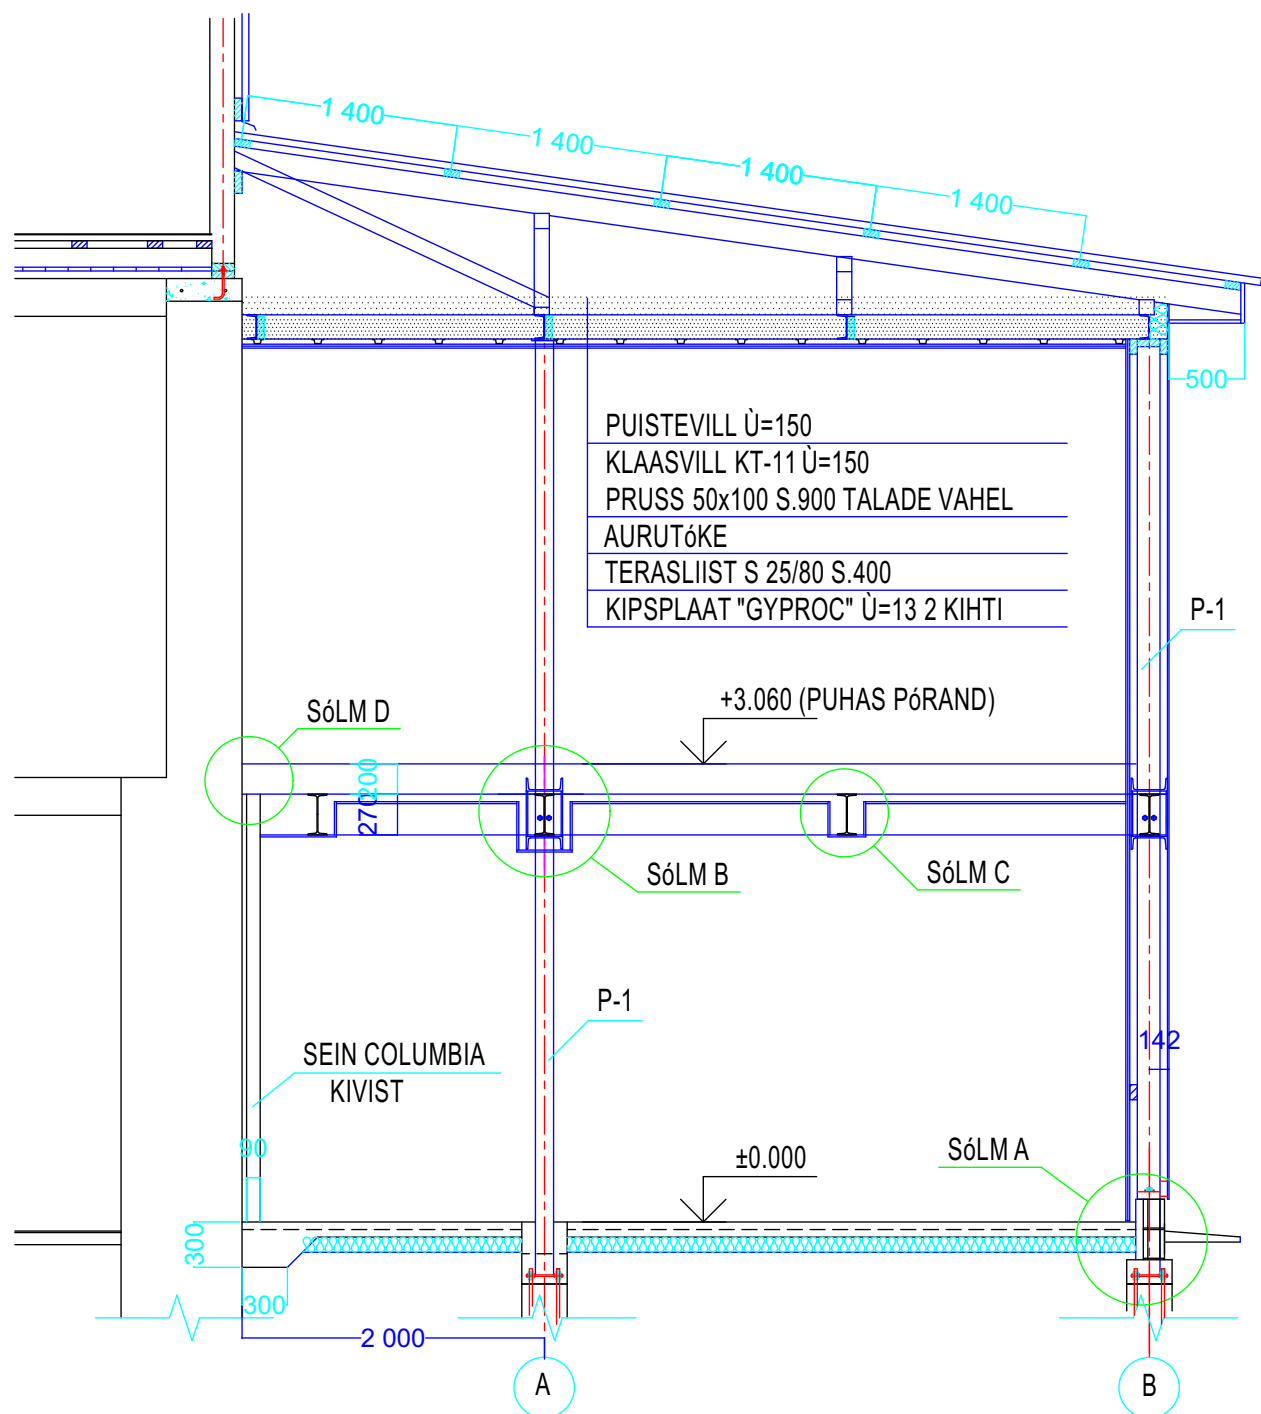 1 400
1 400
1 400
1 400
500
PUISTEVILL Ù=150
KLAASVILL KT-11 Ù=150
PRUSS 50x100 S.900 TALADE VAHEL
AURUTóKE
TERASLIIST S 25/80 S.400
KIPSPLAAT "GYPROC" Ù=13 2 KIHTI
P-1
+3.060 (PUHAS PóRAND)
SóLM D
200
270
SóLM B
SóLM C
P-1
SEIN COLUMBIA
KIVIST
142
90
±0.000
SóLM A
300
300
2 000
A
B